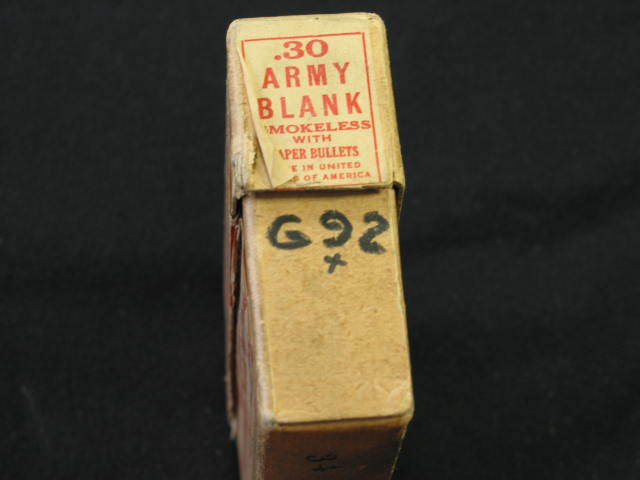 .30
ARMY
BLANK
MOKELESS
WITH
APER BULLETS
E IN UNITED
S OF AMERICA
G92
x